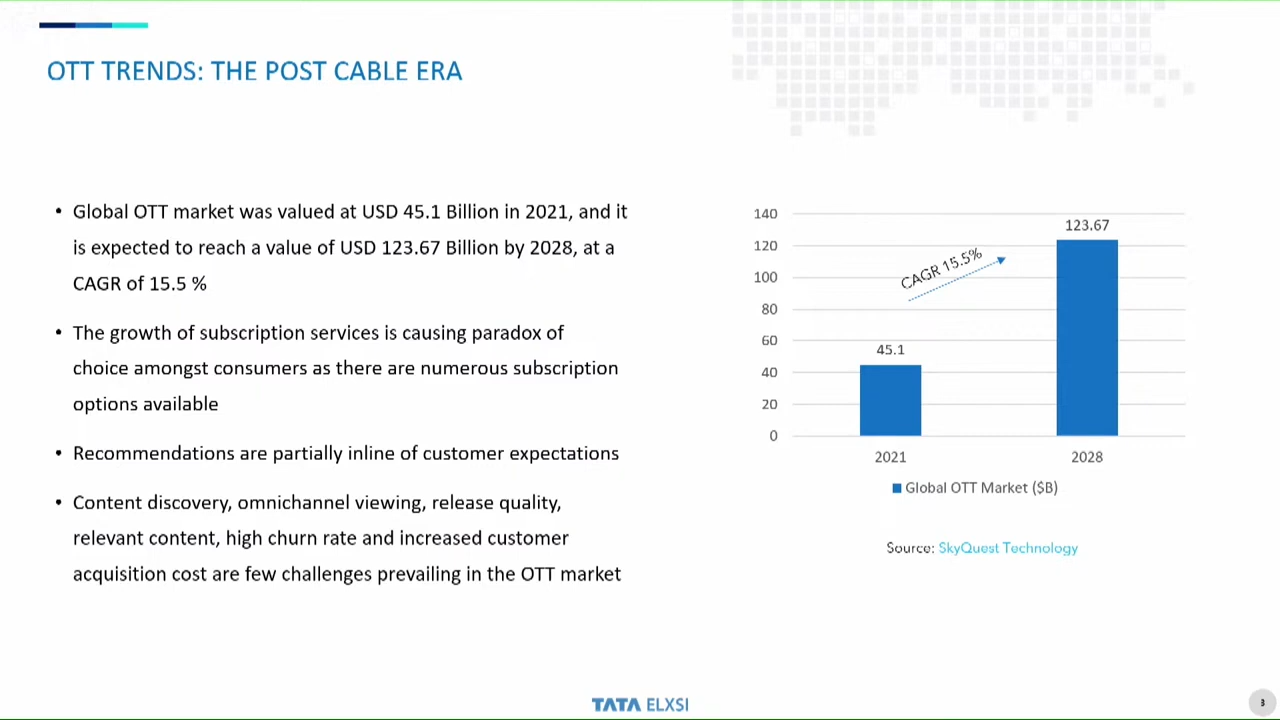 OTT TRENDS: THE POST CABLE ERA
• Global OTT market was valued at USD 45.1 Billion in 2021, and it
is expected to reach a value of USD 123.67 Billion by 2028, at a
CAGR of 15.5 %
• The growth of subscription services is causing paradox of
choice amongst consumers as there are numerous subscription
options available
• Recommendations are partially inline of customer expectations
• Content discovery, omnichannel viewing, release quality,
relevant content, high churn rate and increased customer
acquisition cost are few challenges prevailing in the OTT market
140
120
100
80
60
40
20
0
45.1
CAGR 15.5%
123.67
2021
2028
Global OTT Market ($B)
Source: SkyQuest Technology
TATA ELXSI
3